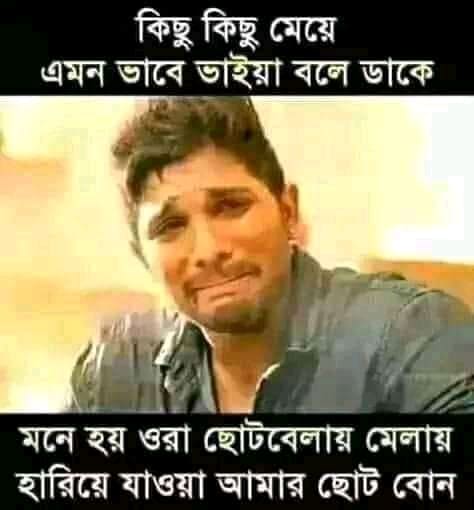 কিছু কিছু মেয়ে
এমন ভাবে ভাইয়া বলে ডাকে
মনে হয় ওরা ছোটবেলায় মেলায়
হারিয়ে যাওয়া আমার ছোট বোন